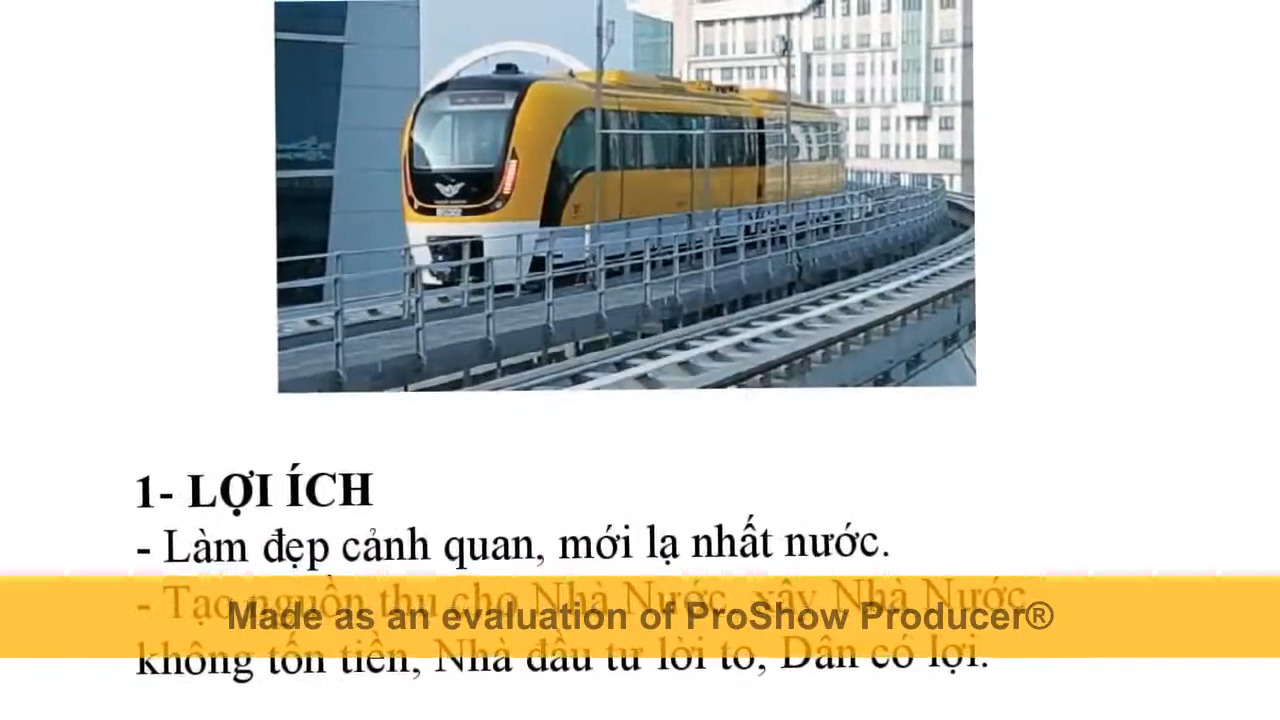 1- LỢI ÍCH
- Làm đẹp cảnh quan, mới lạ nhất nước.
- Tạo nguồn thu cho Nhà Nước, xây Nhà Nước
Made as an evaluation of ProShow Producer®
không tốn tiền, Nhà đầu tư lời to, Dân có lợi.